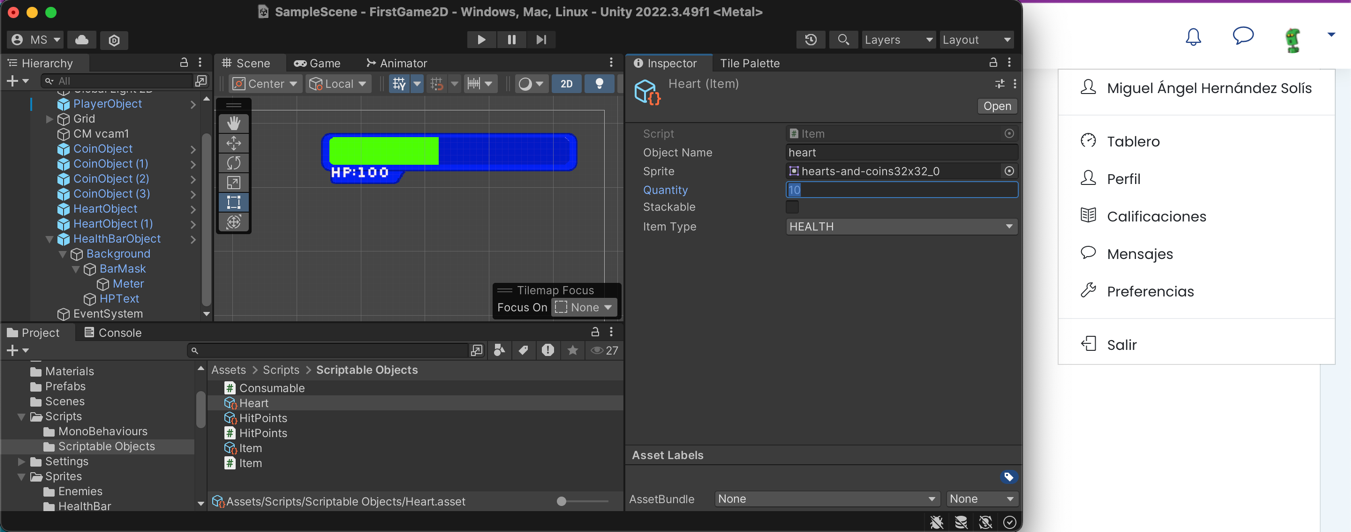 SampleScene - FirstGame2D - Windows, Mac, Linux - Unity 2022.3.49f1 <Metal>
MS
Layers
Layout
Hierarchy
All
Global Light 2D
PlayerObject
Grid
CM vcam1
CoinObject
CoinObject (1)
CoinObject (2)
CoinObject (3)
HeartObject
HeartObject (1)
HealthBarObject
Background
BarMask
Meter
HPText
EventSystem
Scene
Game
Animator
Center
Local
2D
HP:100
Tilemap Focus
Focus On
None
Inspector
Tile Palette
Heart (Item)
Open
Script
Item
Object Name
heart
Sprite
hearts-and-coins32x32_0
Quantity
10
Stackable
Item Type
HEALTH
Asset Labels
AssetBundle
None
None
Project
Console
27
Materials
Prefabs
Scenes
Scripts
MonoBehaviours
Scriptable Objects
Settings
Sprites
Enemies
HealthBar
Assets > Scripts > Scriptable Objects
Consumable
Heart
HitPoints
HitPoints
Item
Item
Assets/Scripts/Scriptable Objects/Heart.asset
Miguel Ángel Hernández Solís
Tablero
Perfil
Calificaciones
Mensajes
Preferencias
Salir